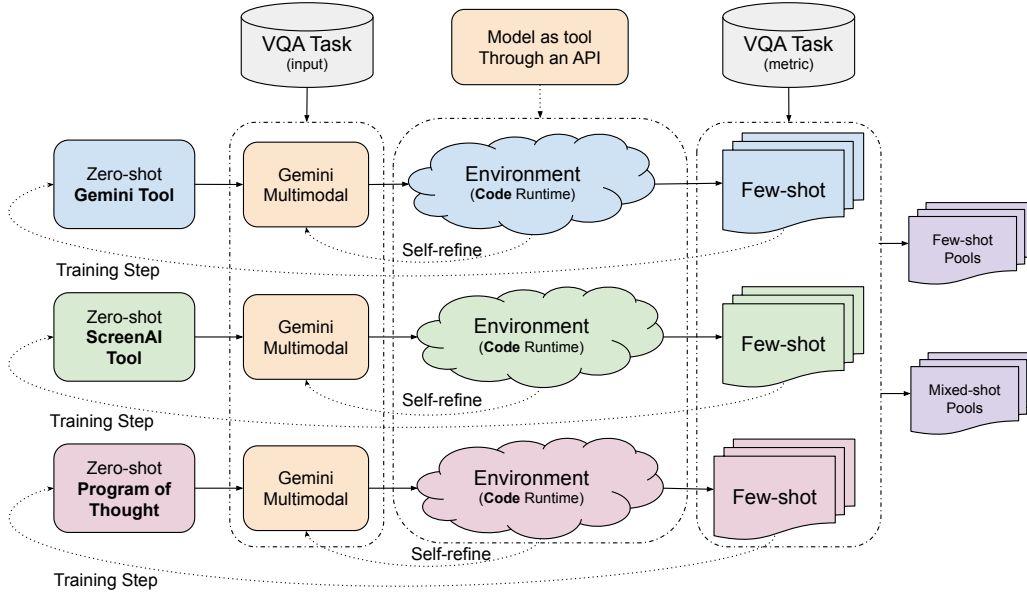 VQA Task
(input)
Model as tool
Through an API
VQA Task
(metric)
Zero-shot
Gemini Tool
Gemini
Multimodal
Environment
(Code Runtime)
Few-shot
Self-refine
Training Step
Few-shot
Pools
Zero-shot
ScreenAI
Tool
Gemini
Multimodal
Environment
(Code Runtime)
Few-shot
Self-refine
Training Step
Mixed-shot
Pools
Zero-shot
Program of
Thought
Gemini
Multimodal
Environment
(Code Runtime)
Few-shot
Self-refine
Training Step